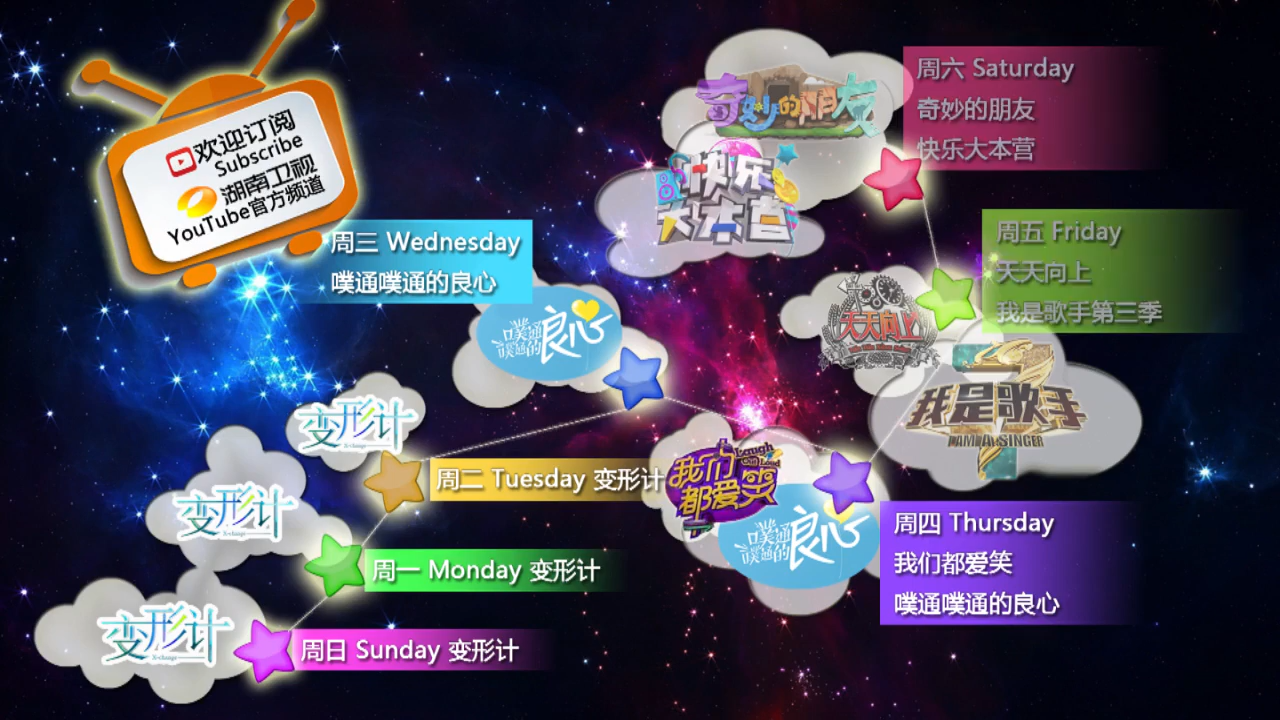 欢迎订阅
Subscribe
湖南卫视
YouTube官方频道
周六 Saturday
奇妙的朋友
快乐大本营
奇妙的朋友
快乐
大本营
周五 Friday
天天向上
我是歌手第三季
天天向上
我是歌手
I AM A SINGER
周三 Wednesday
噗通噗通的良心
噗通
噗通的
良心
周二 Tuesday 变形计
变形计
X-change
周四 Thursday
我们都爱笑
噗通噗通的良心
Laugh
Out Loud
我们
都爱笑
噗通
噗通的
良心
周一 Monday 变形计
变形计
X-change
周日 Sunday 变形计
变形计
X-change